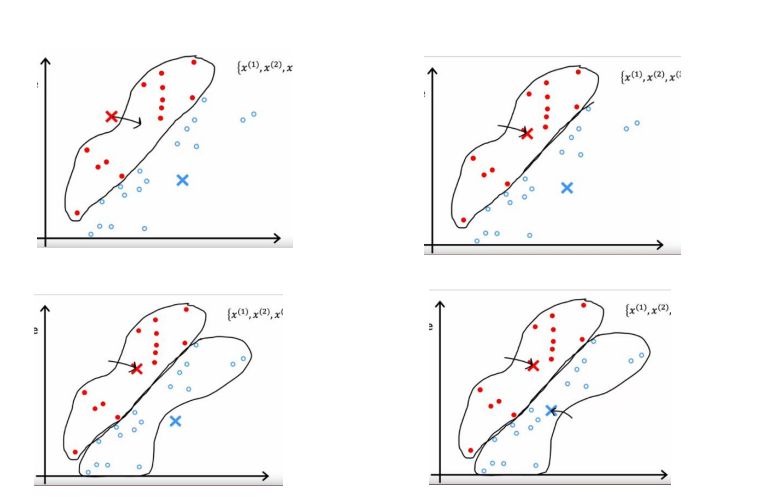 {x⁽¹⁾, x⁽²⁾, x
{x⁽¹⁾, x⁽²⁾, x⁽
{x⁽¹⁾, x⁽²⁾, x⁽
{x⁽¹⁾, x⁽²⁾,